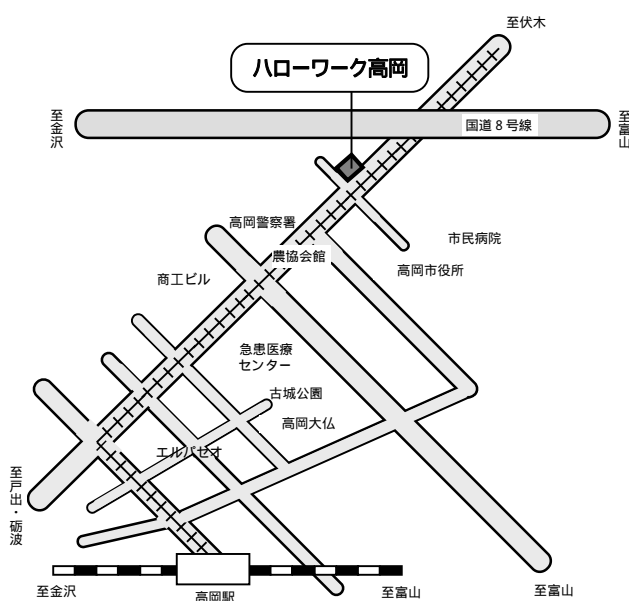 至伏木
ハローワーク高岡
至金沢
国道8号線
至富山
高岡警察署
市民病院
農協会館
高岡市役所
商工ビル
急患医療
センター
古城公園
高岡大仏
エルパセオ
至戸出・砺波
至金沢
高岡駅
至富山
至富山